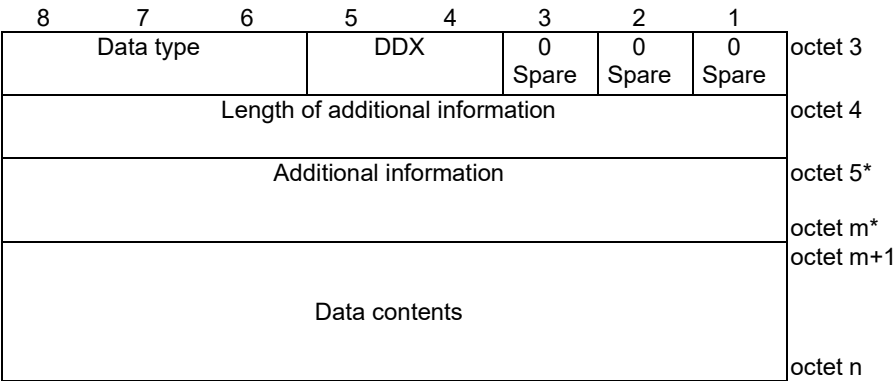 8 7 6 5 4 3 2 1
Data type DDX 0 0 0 octet 3
Spare Spare Spare
Length of additional information octet 4
Additional information octet 5*
octet m*
octet m+1
Data contents
octet n